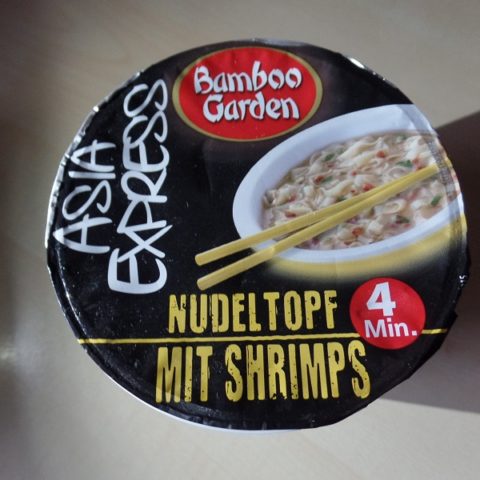 Bamboo
Garden
ASIA
EXPRESS
NUDELTOPF
MIT SHRIMPS
4
Min.